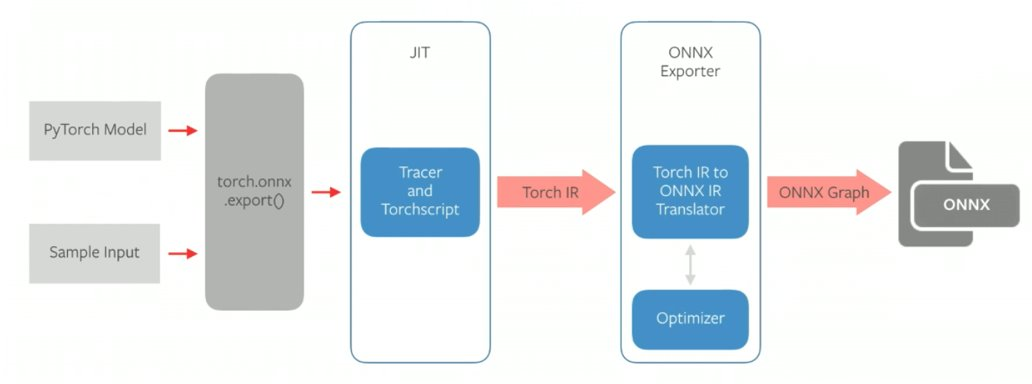 JIT
ONNX
Exporter
PyTorch Model
Sample Input
torch.onnx
.export()
Tracer
and
Torchscript
Torch IR
Torch IR to
ONNX IR
Translator
Optimizer
ONNX Graph
ONNX